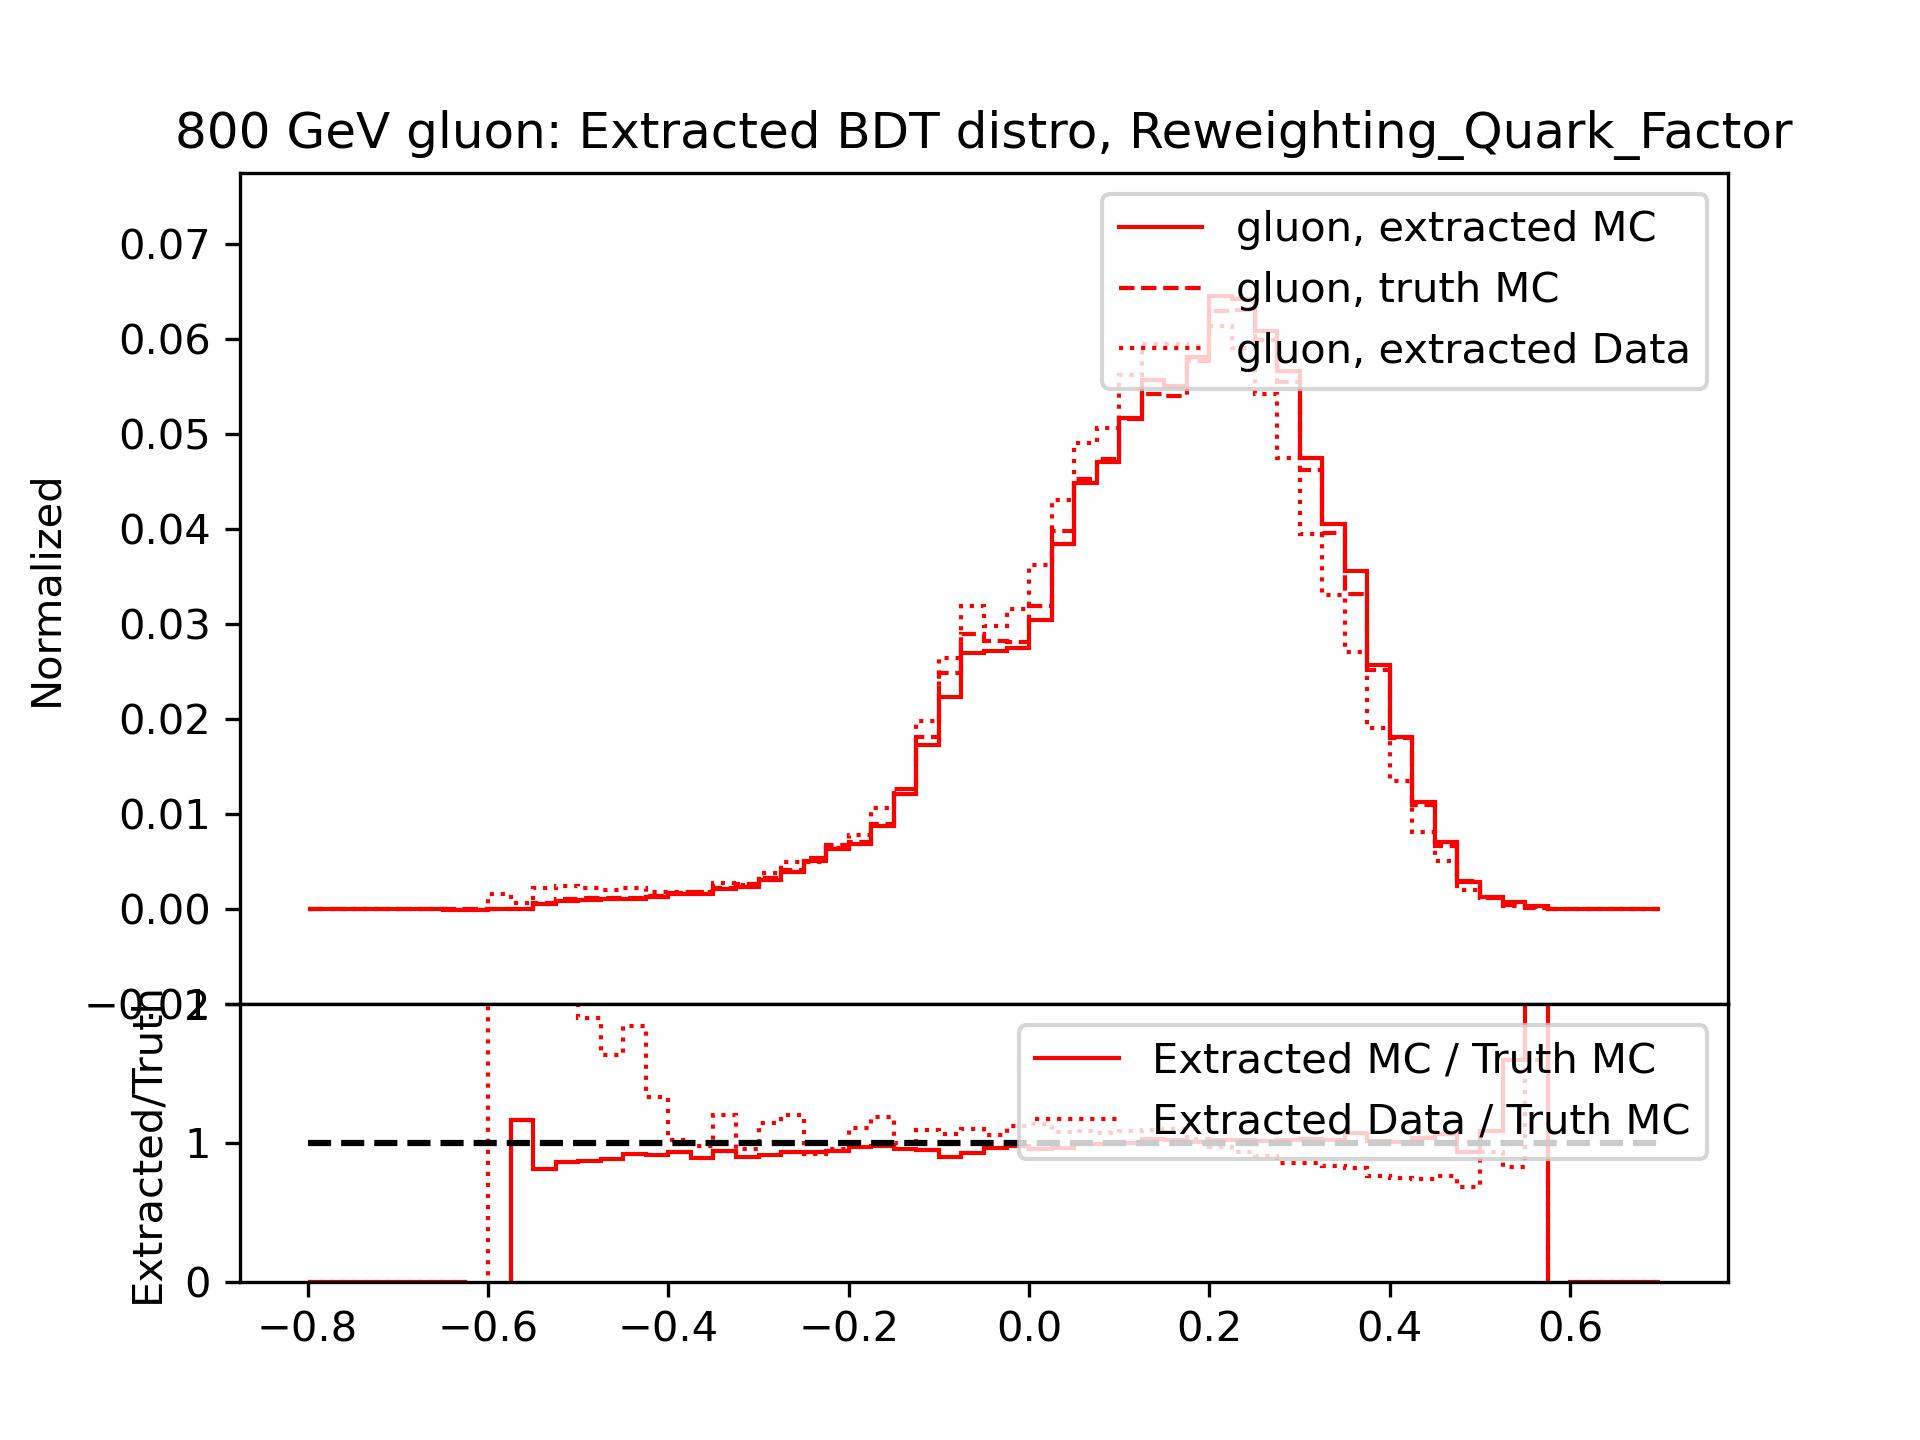 800 GeV gluon: Extracted BDT distro, Reweighting_Quark_Factor
gluon, extracted MC
gluon, truth MC
gluon, extracted Data
Normalized
0.07
0.06
0.05
0.04
0.03
0.02
0.01
0.00
−0.01
Extracted MC / Truth MC
Extracted Data / Truth MC
Extracted/Truth
2
1
0
−0.8 −0.6 −0.4 −0.2 0.0 0.2 0.4 0.6